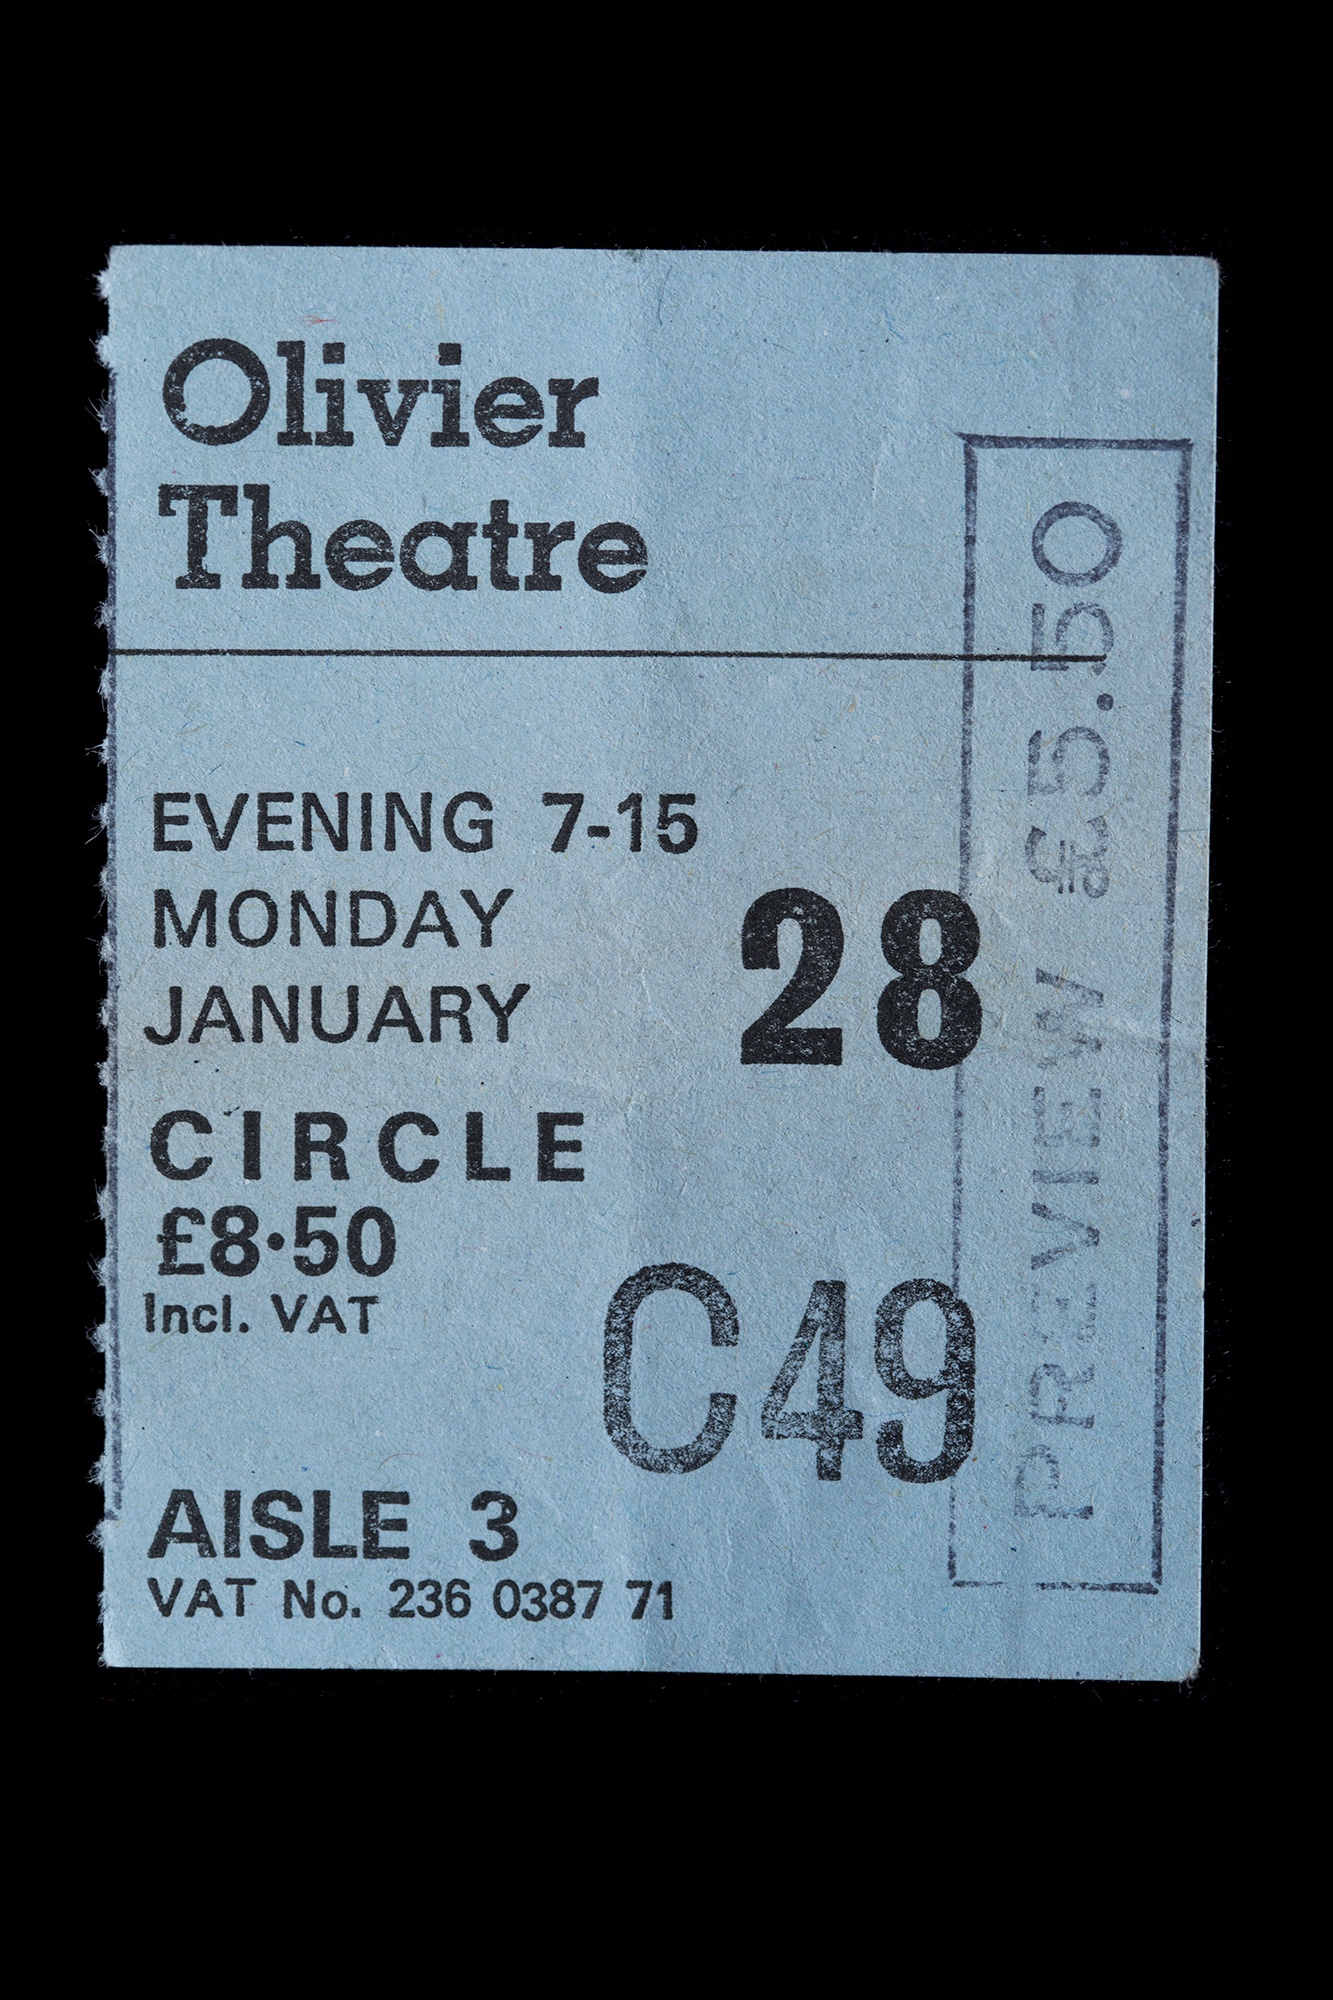 Olivier
Theatre
EVENING 7-15
MONDAY
JANUARY
28
CIRCLE
£8·50
Incl. VAT
C49
AISLE 3
VAT No. 236 0387 71
PREVIEW £5.50